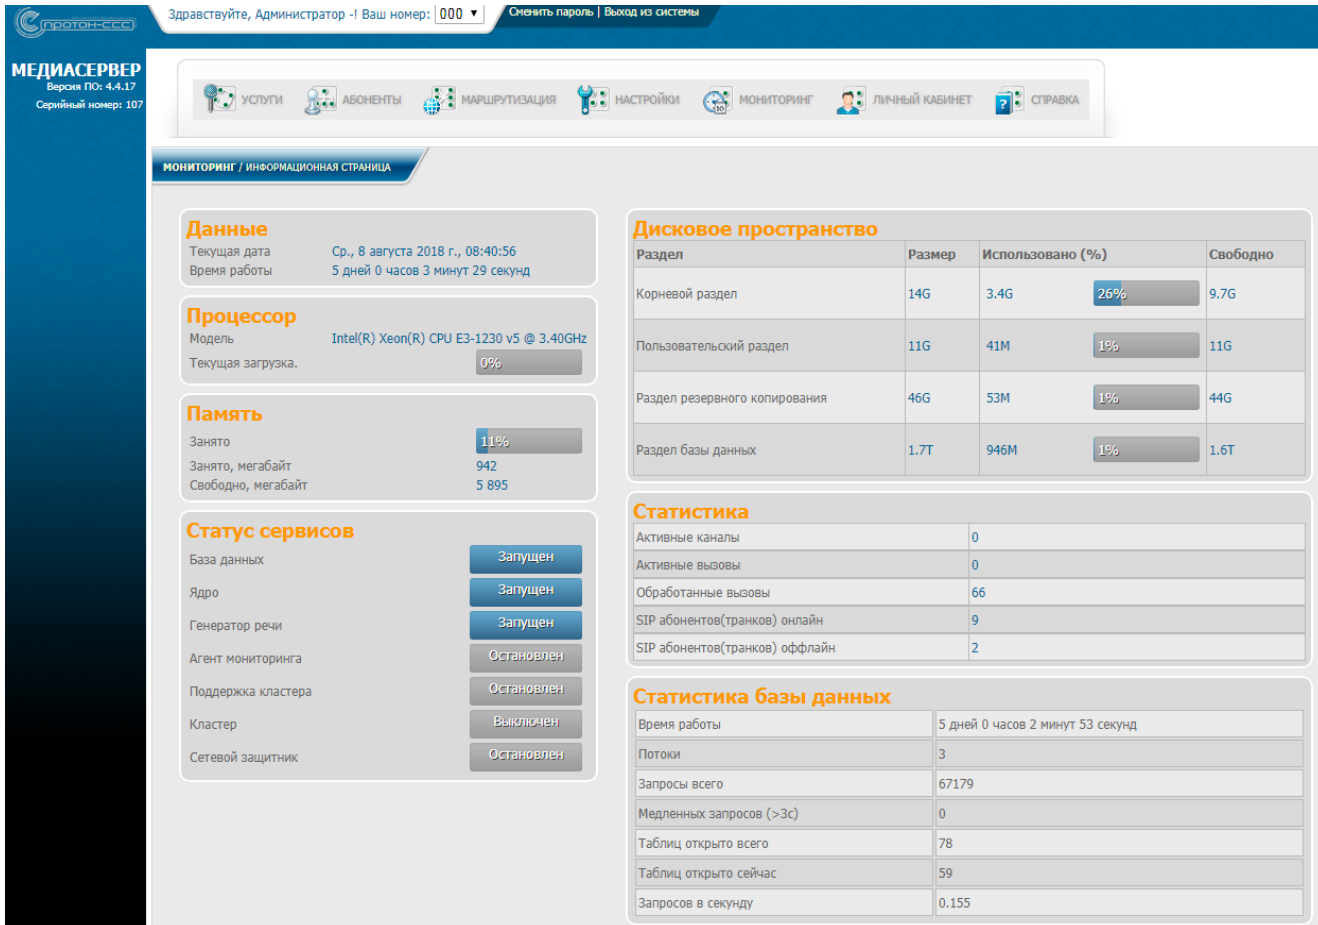 ПРОТОН-ССС
Здравствуйте, Администратор -! Ваш номер: 000
Сменить пароль | Выход из системы
МЕДИАСЕРВЕР
Версия ПО: 4.4.17
Серийный номер: 107
УСЛУГИ АБОНЕНТЫ МАРШРУТИЗАЦИЯ НАСТРОЙКИ МОНИТОРИНГ ЛИЧНЫЙ КАБИНЕТ СПРАВКА
МОНИТОРИНГ / ИНФОРМАЦИОННАЯ СТРАНИЦА
Данные
Текущая дата Ср., 8 августа 2018 г., 08:40:56
Время работы 5 дней 0 часов 3 минут 29 секунд
Процессор
Модель Intel(R) Xeon(R) CPU E3-1230 v5 @ 3.40GHz
Текущая загрузка. 0%
Память
Занято 11%
Занято, мегабайт 942
Свободно, мегабайт 5 895
Статус сервисов
База данных Запущен
Ядро Запущен
Генератор речи Запущен
Агент мониторинга Остановлен
Поддержка кластера Остановлен
Кластер Выключен
Сетевой защитник Остановлен
Дисковое пространство
Раздел Размер Использовано (%) Свободно
Корневой раздел 14G 3.4G 26% 9.7G
Пользовательский раздел 11G 41M 1% 11G
Раздел резервного копирования 46G 53M 1% 44G
Раздел базы данных 1.7T 946M 1% 1.6T
Статистика
Активные каналы 0
Активные вызовы 0
Обработанные вызовы 66
SIP абонентов(транков) онлайн 9
SIP абонентов(транков) оффлайн 2
Статистика базы данных
Время работы 5 дней 0 часов 2 минут 53 секунд
Потоки 3
Запросы всего 67179
Медленных запросов (>3с) 0
Таблиц открыто всего 78
Таблиц открыто сейчас 59
Запросов в секунду 0.155